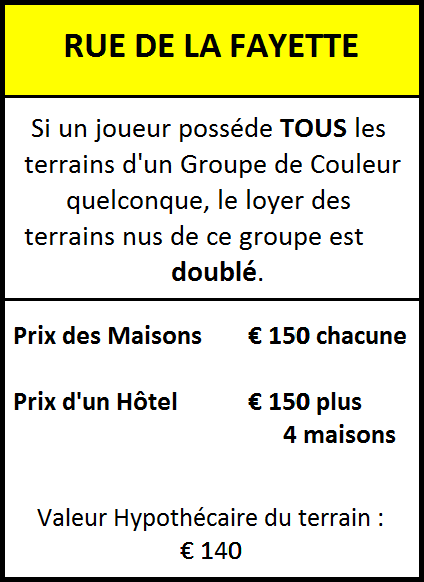 RUE DE LA FAYETTE
Si un joueur posséde TOUS les
terrains d'un Groupe de Couleur
quelconque, le loyer des
terrains nus de ce groupe est
doublé.
Prix des Maisons € 150 chacune
Prix d'un Hôtel € 150 plus
4 maisons
Valeur Hypothécaire du terrain :
€ 140